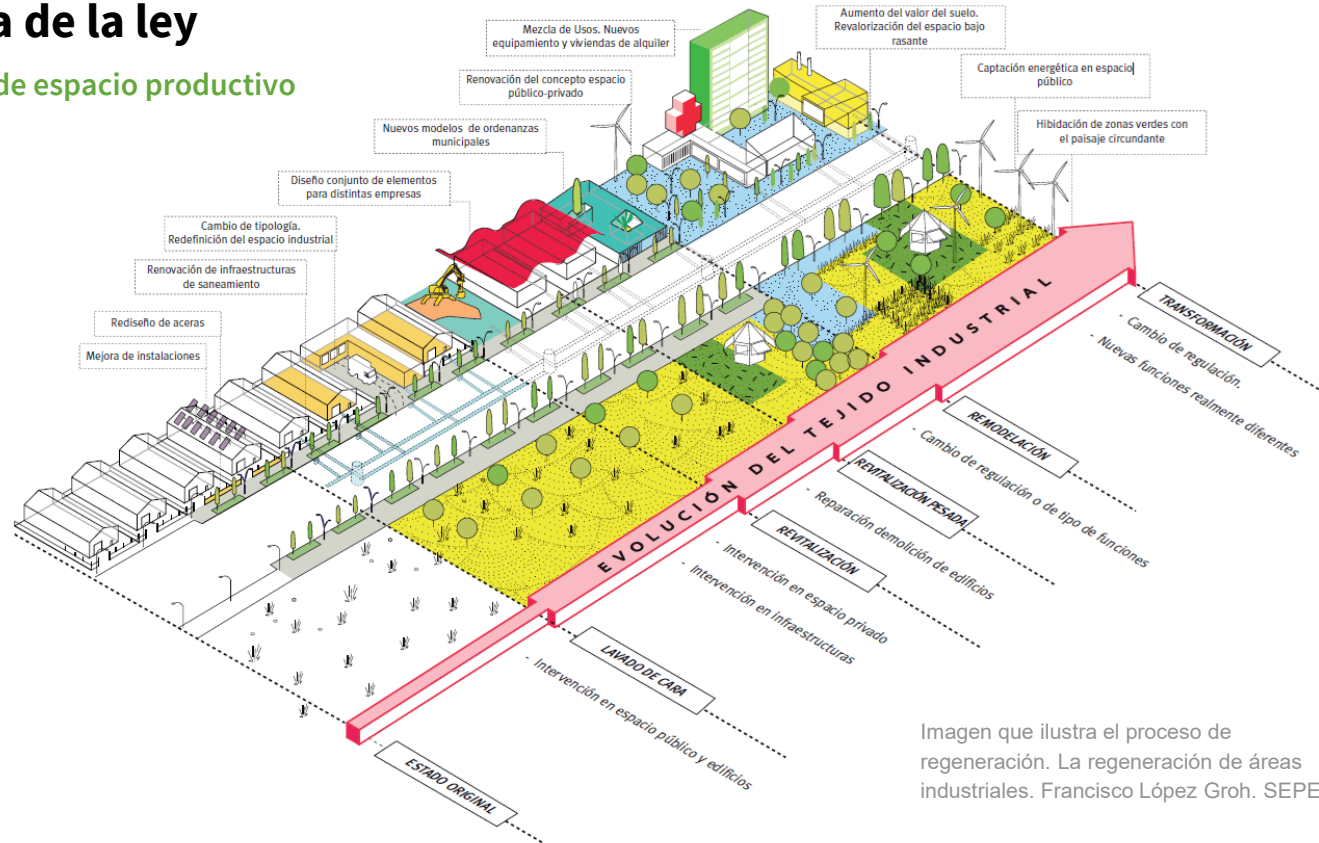 a de la ley
de espacio productivo
Mezcla de Usos. Nuevos
equipamiento y viviendas de alquiler
Aumento del valor del suelo.
Revalorización del espacio bajo
rasante
Renovación del concepto espacio
público-privado
Captación energética en espacio
público
Nuevos modelos de ordenanzas
municipales
Hibidación de zonas verdes con
el paisaje circundante
Diseño conjunto de elementos
para distintas empresas
Cambio de tipología.
Redefinición del espacio industrial
Renovación de infraestructuras
de saneamiento
Rediseño de aceras
Mejora de instalaciones
EVOLUCIÓN DEL TEJIDO INDUSTRIAL
TRANSFORMACIÓN
- Cambio de regulación.
- Nuevas funciones realmente diferentes
REMODELACIÓN
- Cambio de regulación o de tipo de funciones
REVITALIZACIÓN PESADA
- Reparación demolición de edificios
REVITALIZACIÓN
- Intervención en espacio privado
- Intervención en infraestructuras
LAVADO DE CARA
- Intervención en espacio público y edificios
ESTADO ORIGINAL
Imagen que ilustra el proceso de
regeneración. La regeneración de áreas
industriales. Francisco López Groh. SEPE